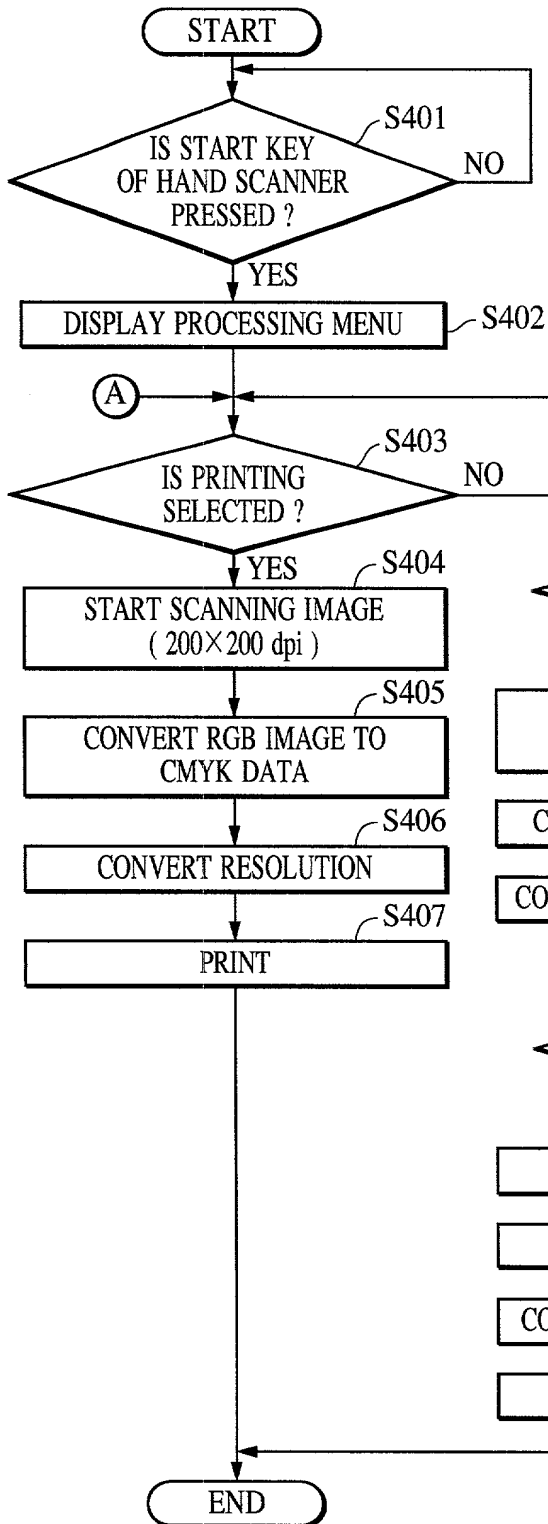 START
S401
IS START KEY
OF HAND SCANNER
PRESSED ?
NO
YES
DISPLAY PROCESSING MENU
S402
A
S403
IS PRINTING
SELECTED ?
NO
YES
S404
START SCANNING IMAGE
( 200×200 dpi )
S405
CONVERT RGB IMAGE TO
CMYK DATA
S406
C
CONVERT RESOLUTION
CO
S407
PRINT
CO
END